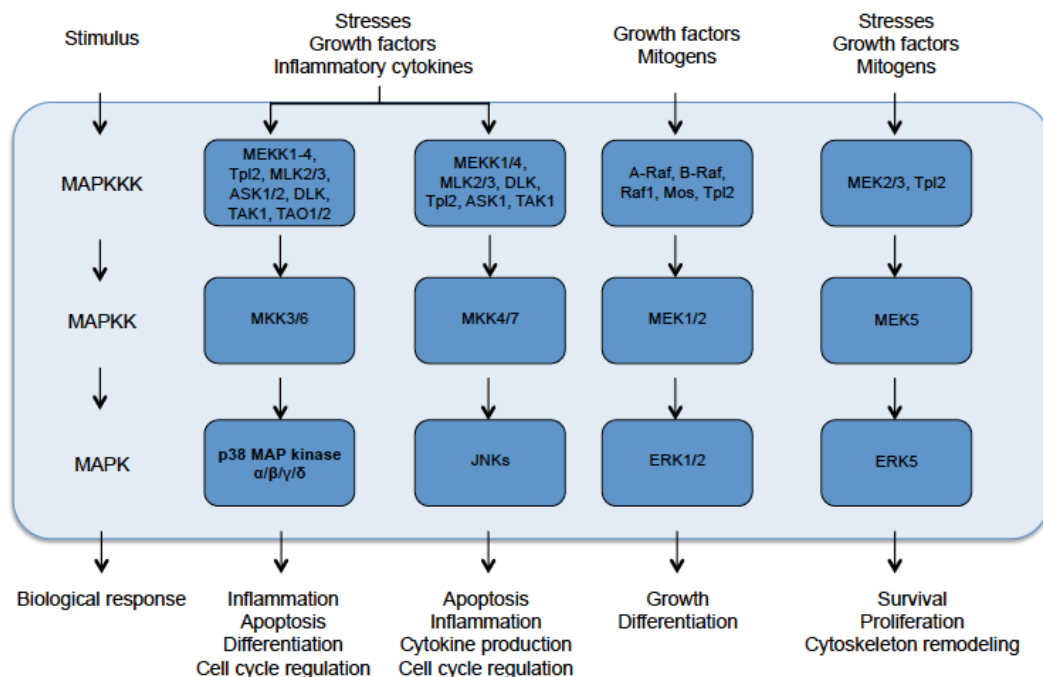 Stimulus
Stresses
Growth factors
Inflammatory cytokines
Growth factors
Mitogens
Stresses
Growth factors
Mitogens
MAPKKK
MEKK1-4,
Tpl2, MLK2/3,
ASK1/2, DLK,
TAK1, TAO1/2
MEKK1/4,
MLK2/3, DLK,
Tpl2, ASK1, TAK1
A-Raf, B-Raf,
Raf1, Mos, Tpl2
MEK2/3, Tpl2
MAPKK
MKK3/6
MKK4/7
MEK1/2
MEK5
MAPK
p38 MAP kinase
α/β/γ/δ
JNKs
ERK1/2
ERK5
Biological response
Inflammation
Apoptosis
Differentiation
Cell cycle regulation
Apoptosis
Inflammation
Cytokine production
Cell cycle regulation
Growth
Differentiation
Survival
Proliferation
Cytoskeleton remodeling